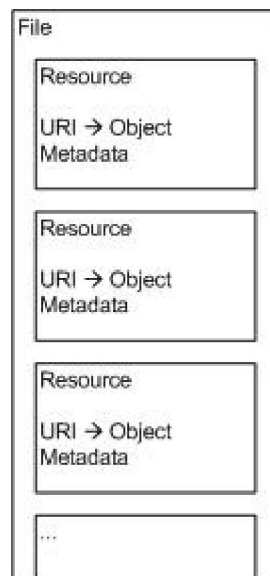 File
Resource
URI → Object
Metadata
Resource
URI → Object
Metadata
Resource
URI → Object
Metadata
...